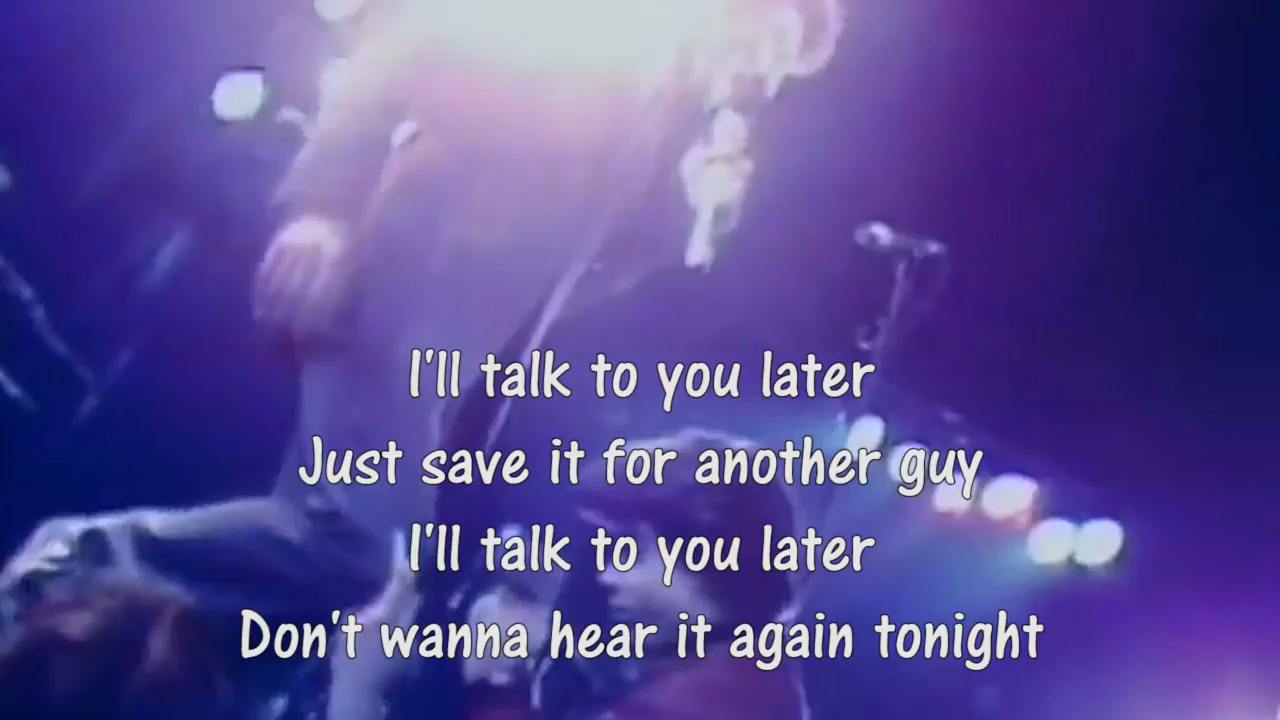 I'll talk to you later
Just save it for another guy
I'll talk to you later
Don't wanna hear it again tonight